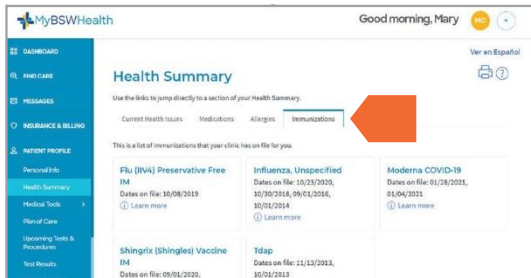 MyBSWHealth
Good morning, Mary
MC
+
DASHBOARD
FIND CARE
MESSAGES
INSURANCE & BILLING
PATIENT PROFILE
Personal Info
Health Summary
Medical Tools >
Plan of Care
Upcoming Tests &
Procedures
Test Results
Ver en Español
Health Summary
?
Use the links to jump directly to a section of your Health Summary.
Current Health Issues Medications Allergies Immunizations
This is a list of immunizations that your clinic has on file for you.
Flu (IIV4) Preservative Free
IM
Dates on file: 10/08/2019
i Learn more
Influenza, Unspecified
Dates on file: 10/23/2020,
10/30/2018, 09/01/2016,
10/01/2014
i Learn more
Moderna COVID-19
Dates on file: 01/28/2021,
01/04/2021
i Learn more
Shingrix (Shingles) Vaccine
IM
Dates on file: 09/01/2020,
Tdap
Dates on file: 11/13/2013,
10/01/2013